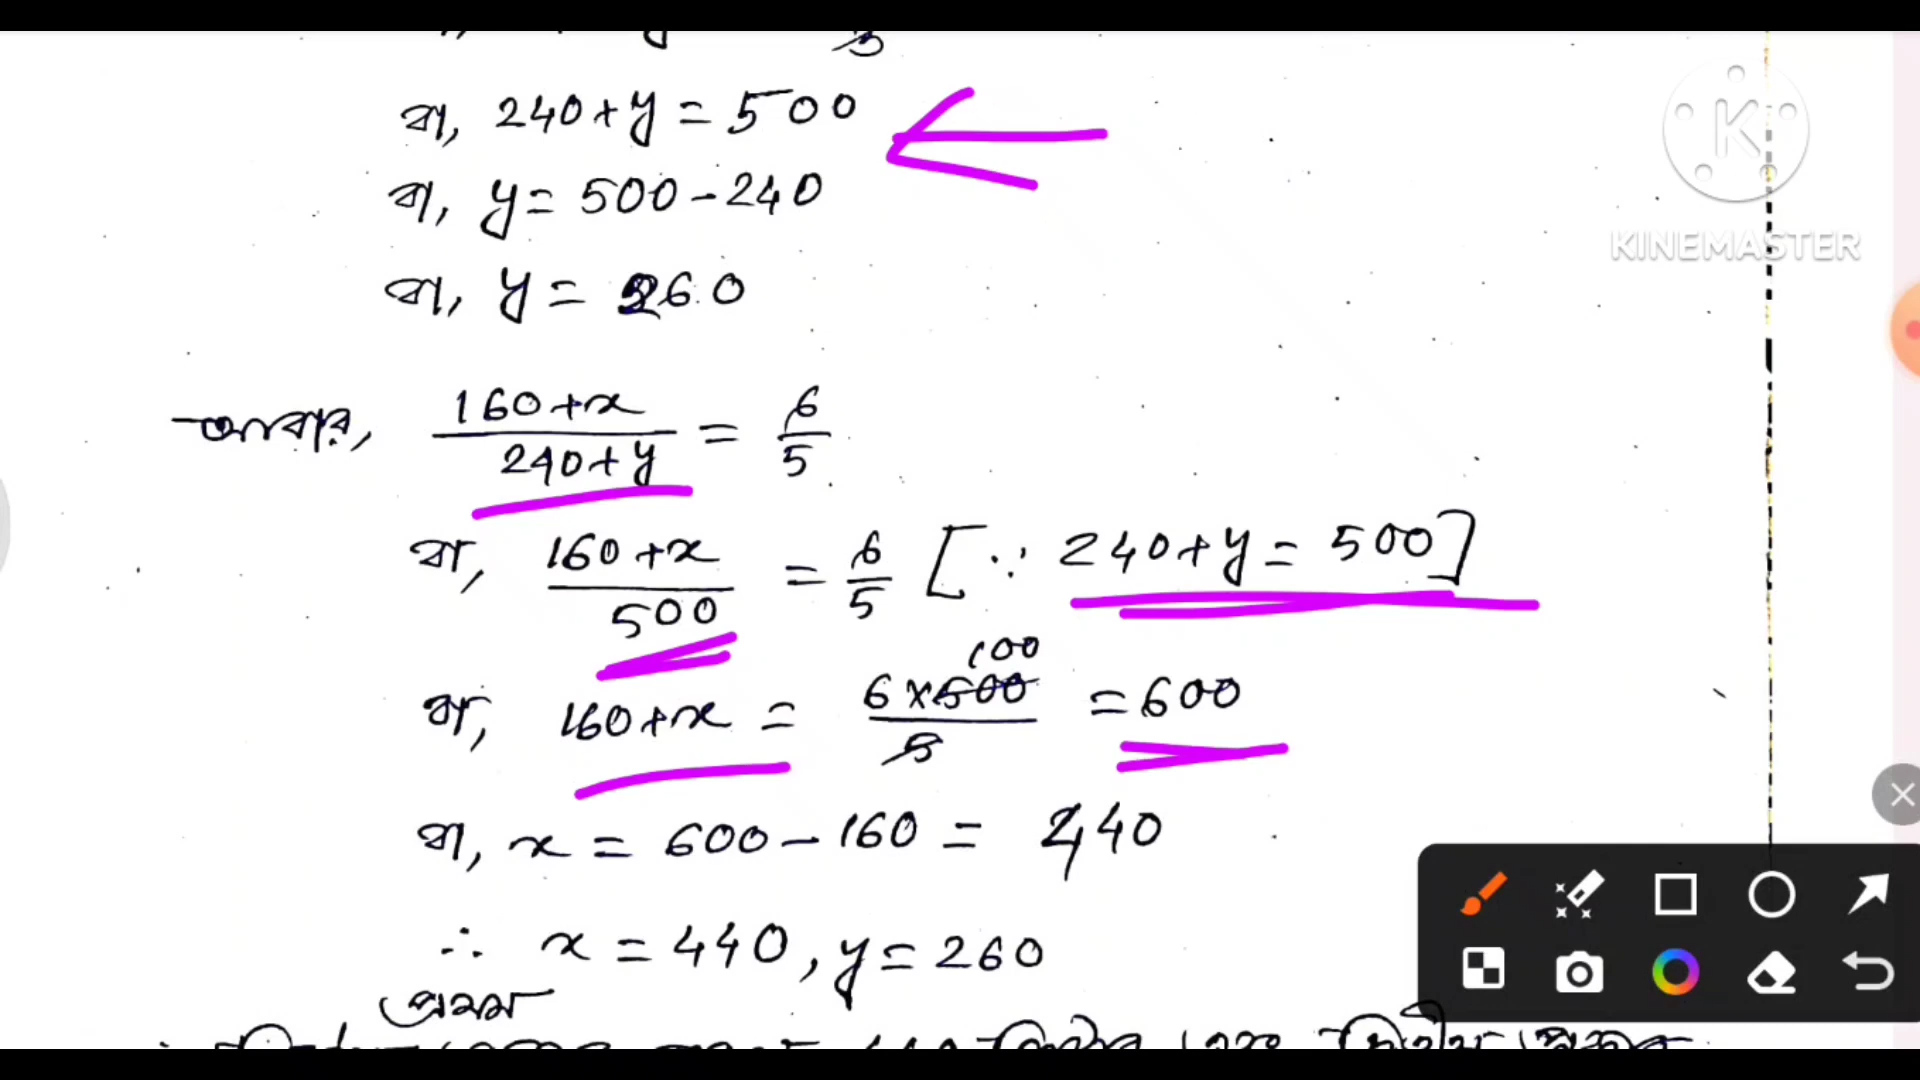 বা, 240+y = 500
KINEMASTER
বা, y = 500-240
বা, y = 260
আবার, (160+x)/(240+y) = 6/5
বা, (160+x)/500 = 6/5 [∵ 240+y = 500]
বা, 160+x = (6×500)/5 = 600
100
বা, x = 600-160 = 440
∴ x = 440, y = 260
প্রথম